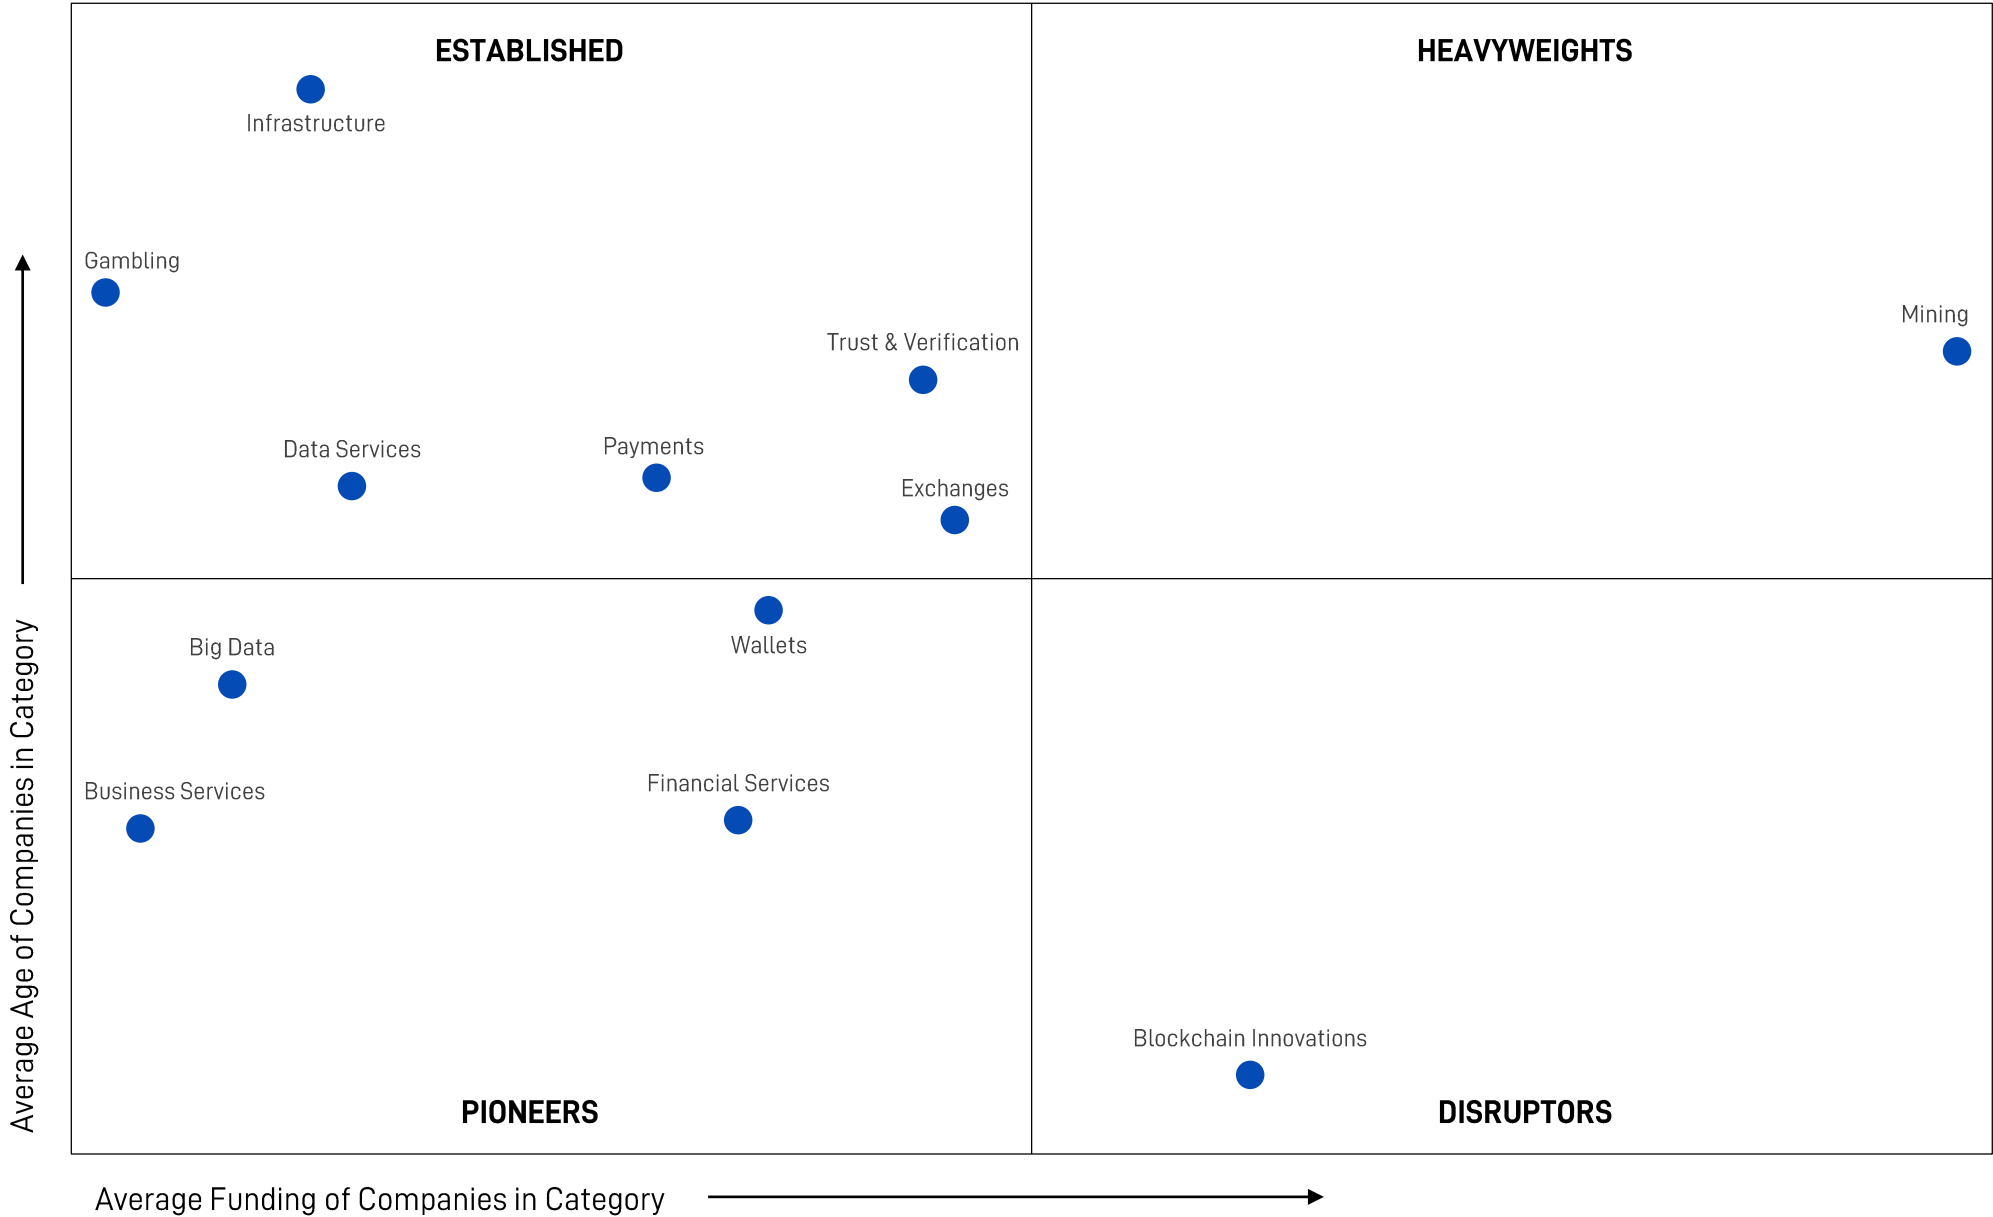 ESTABLISHED
HEAVYWEIGHTS
Infrastructure
Gambling
Mining
Trust & Verification
Data Services
Payments
Exchanges
Wallets
Big Data
Business Services
Financial Services
Blockchain Innovations
PIONEERS
DISRUPTORS
Average Age of Companies in Category
Average Funding of Companies in Category